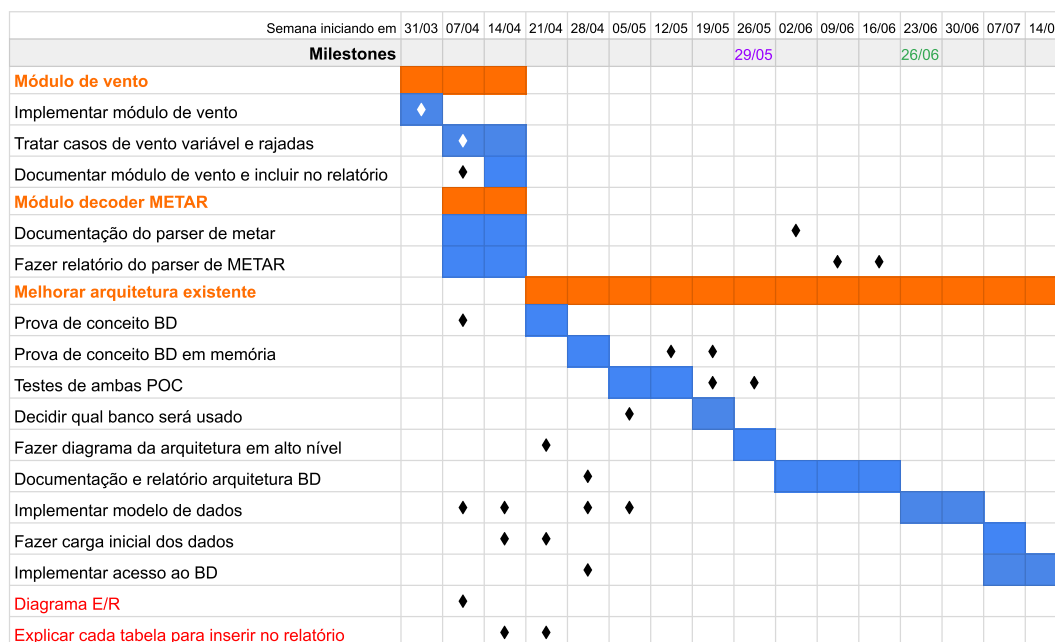 Semana iniciando em 31/03 07/04 14/04 21/04 28/04 05/05 12/05 19/05 26/05 02/06 09/06 16/06 23/06 30/06 07/07 14/0
Milestones 29/05 26/06
Módulo de vento
Implementar módulo de vento
Tratar casos de vento variável e rajadas
Documentar módulo de vento e incluir no relatório
Módulo decoder METAR
Documentação do parser de metar
Fazer relatório do parser de METAR
Melhorar arquitetura existente
Prova de conceito BD
Prova de conceito BD em memória
Testes de ambas POC
Decidir qual banco será usado
Fazer diagrama da arquitetura em alto nível
Documentação e relatório arquitetura BD
Implementar modelo de dados
Fazer carga inicial dos dados
Implementar acesso ao BD
Diagrama E/R
Explicar cada tabela para inserir no relatório